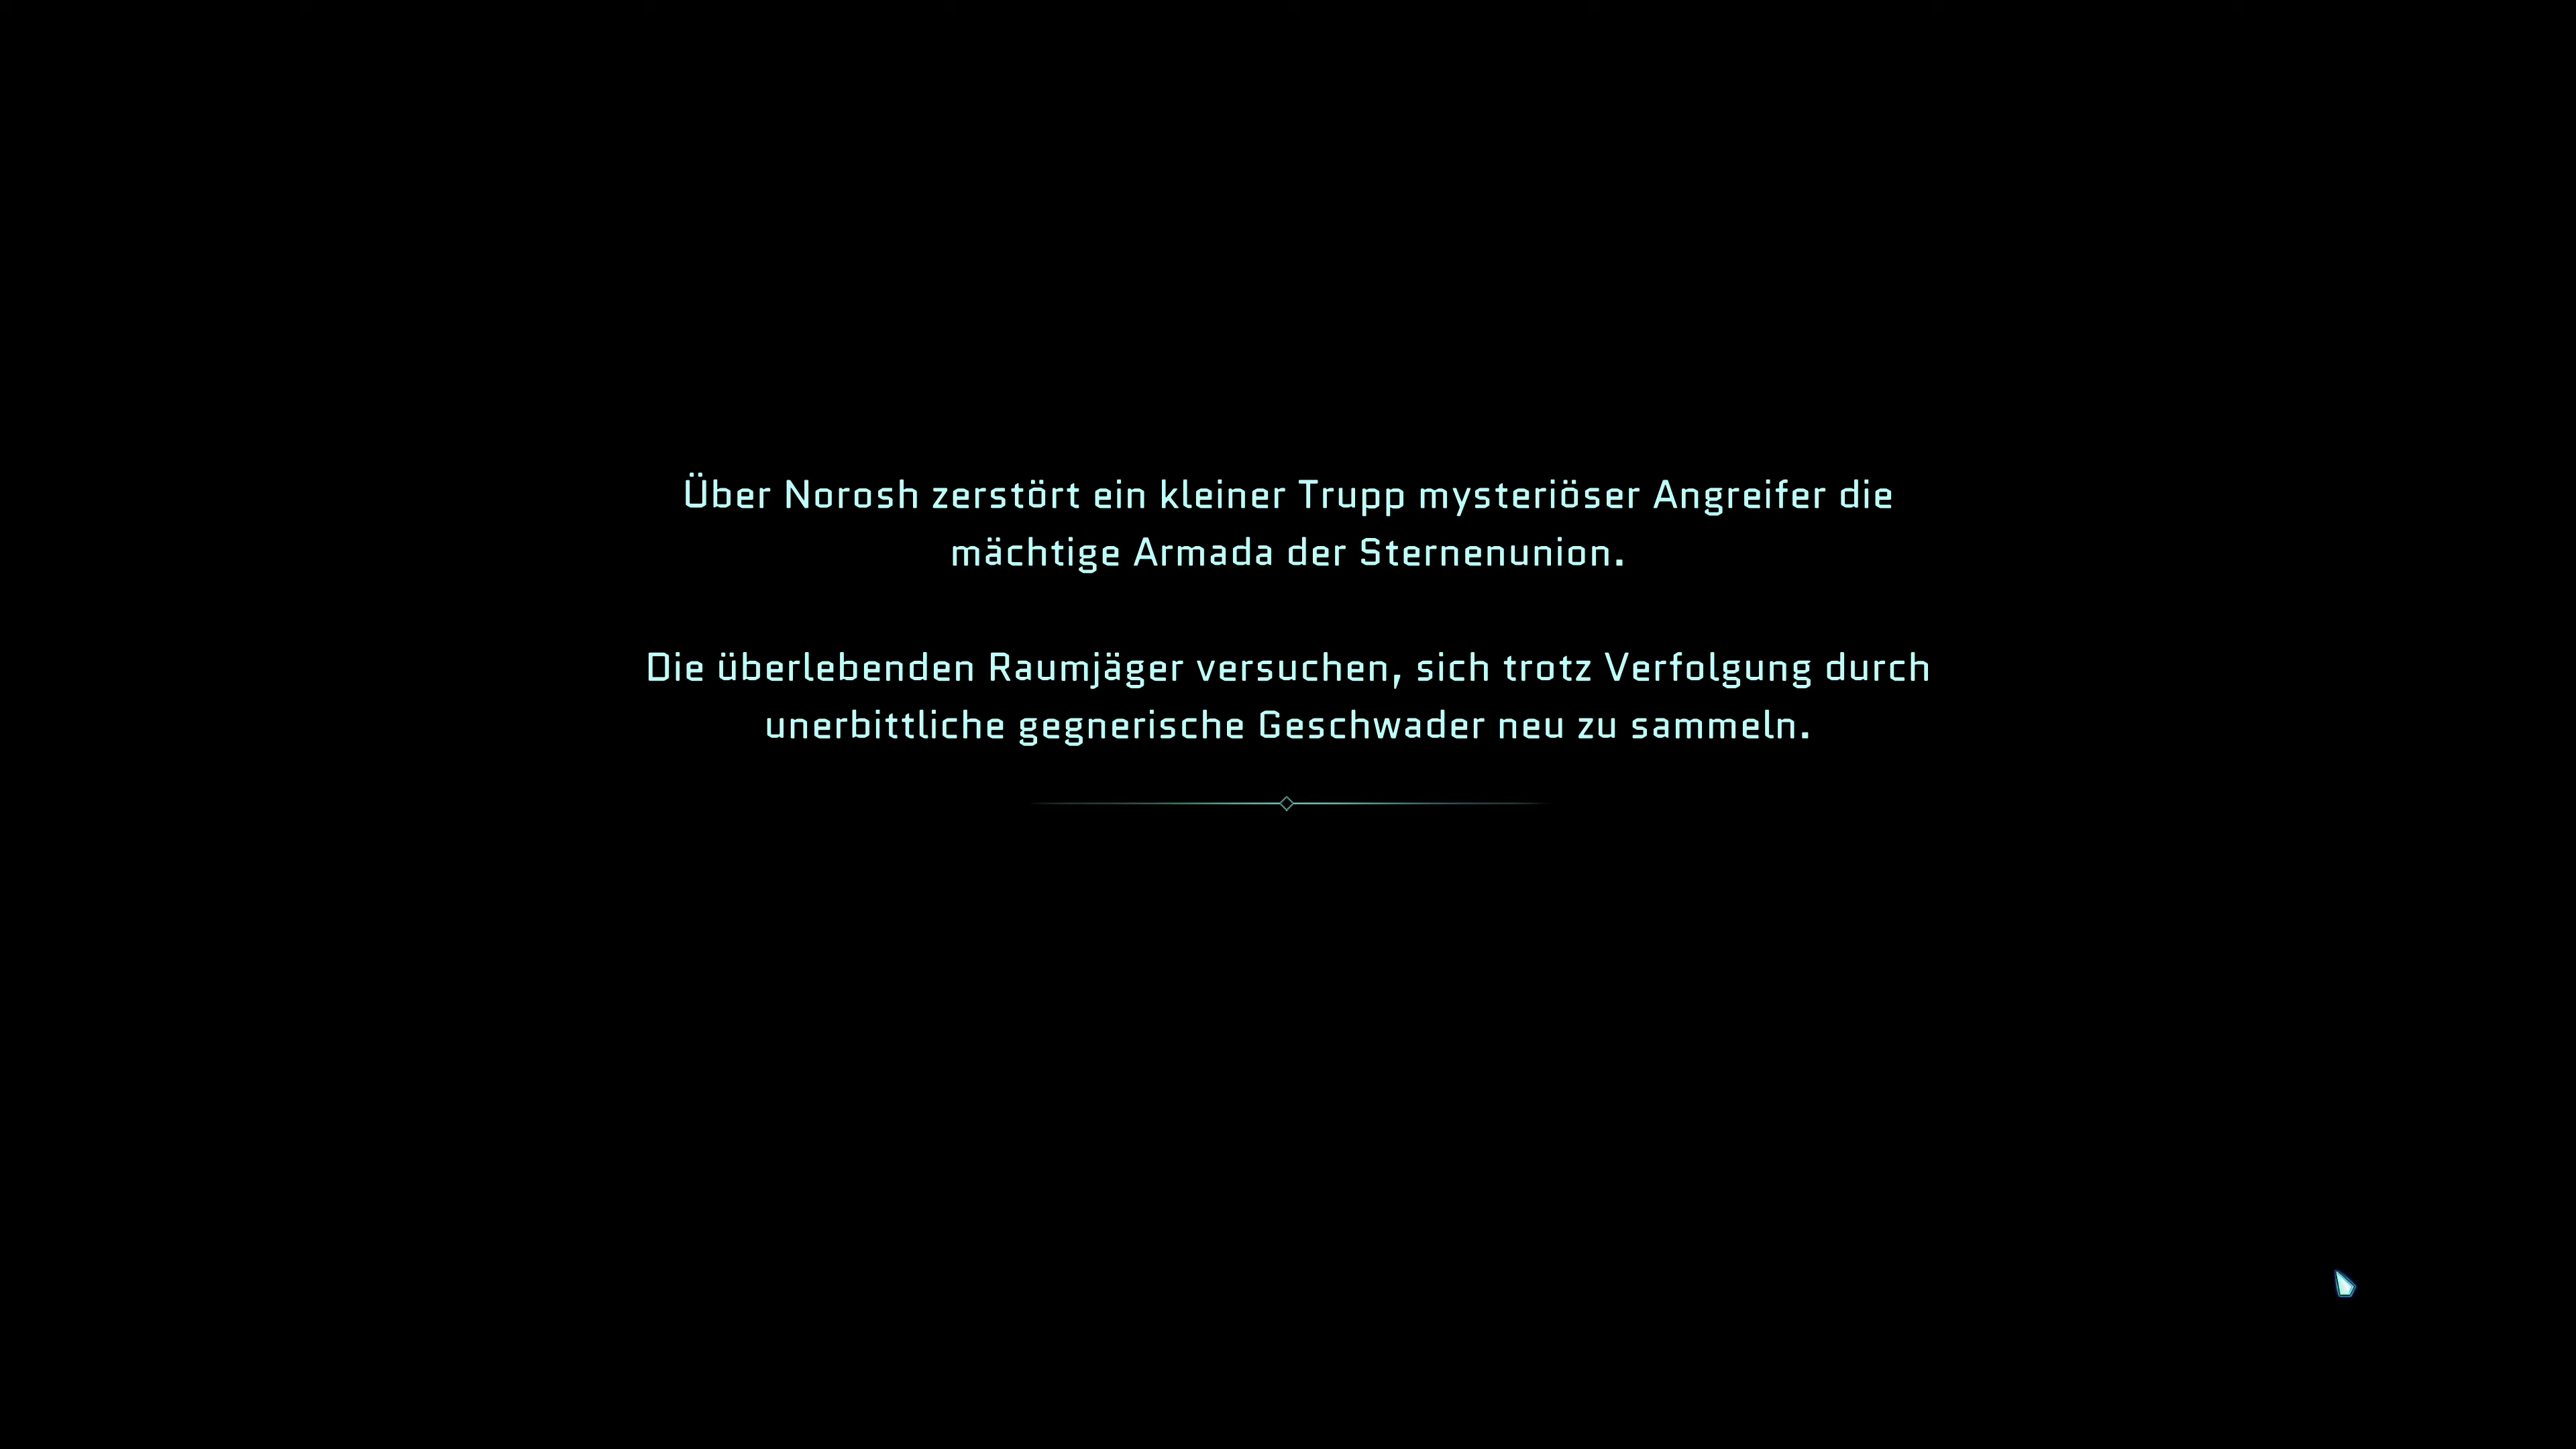 Über Norosh zerstört ein kleiner Trupp mysteriöser Angreifer die
mächtige Armada der Sternenunion.
Die überlebenden Raumjäger versuchen, sich trotz Verfolgung durch
unerbittliche gegnerische Geschwader neu zu sammeln.